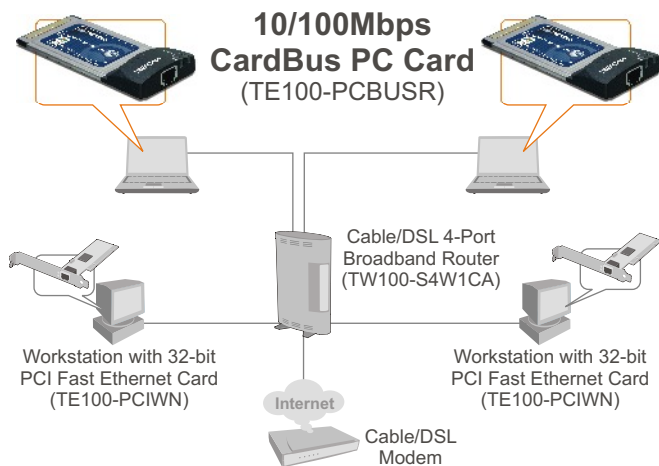 10/100Mbps
CardBus PC Card
(TE100-PCBUSR)
Cable/DSL 4-Port
Broadband Router
(TW100-S4W1CA)
Workstation with 32-bit
PCI Fast Ethernet Card
(TE100-PCIWN)
Workstation with 32-bit
PCI Fast Ethernet Card
(TE100-PCIWN)
Internet
Cable/DSL
Modem